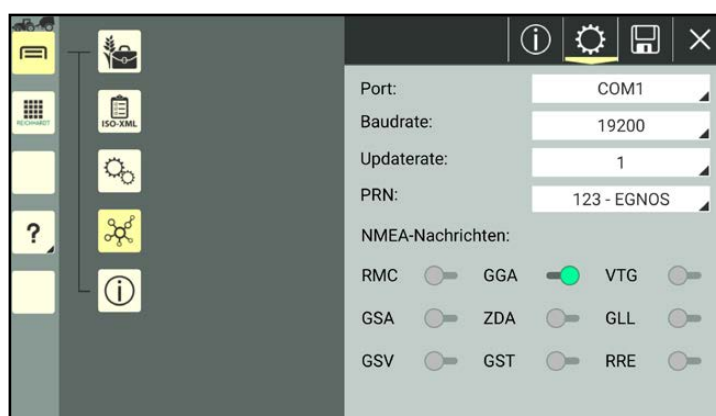 REICHHARDT
ISO-XML
?
Port:
COM1
Baudrate:
19200
Updaterate:
1
PRN:
123 - EGNOS
NMEA-Nachrichten:
RMC GGA VTG
GSA ZDA GLL
GSV GST RRE